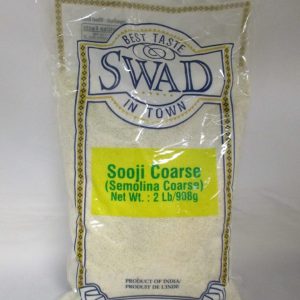 BEST TASTE
SWAD
IN TOWN
Sooji Coarse
(Semolina Coarse)
Net Wt. : 2 Lb/908g
PRODUCT OF INDIA/
PRODUIT DE L'INDE